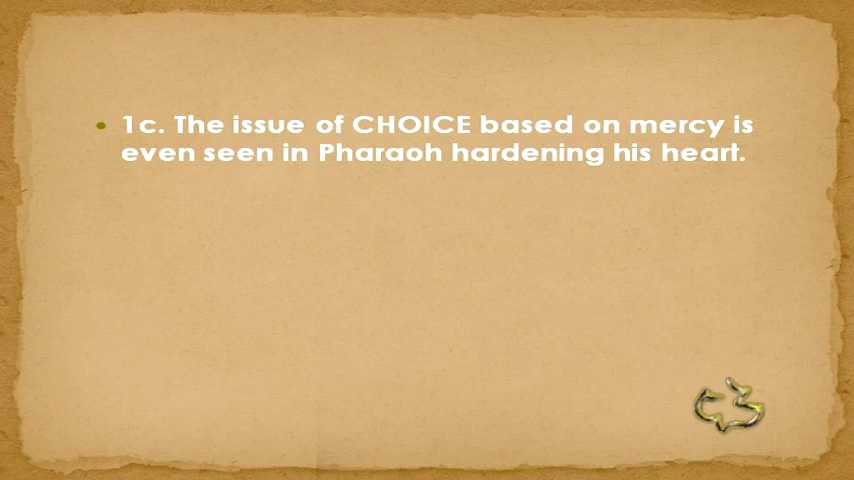 • 1c. The issue of CHOICE based on mercy is
even seen in Pharaoh hardening his heart.